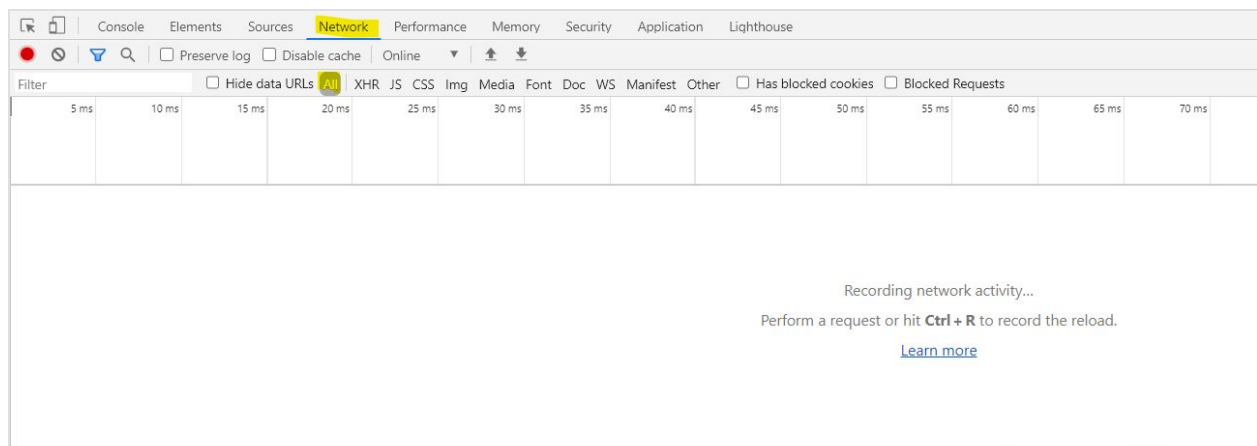 Console Elements Sources Network Performance Memory Security Application Lighthouse
Preserve log Disable cache Online
Filter Hide data URLs All XHR JS CSS Img Media Font Doc WS Manifest Other Has blocked cookies Blocked Requests
5 ms 10 ms 15 ms 20 ms 25 ms 30 ms 35 ms 40 ms 45 ms 50 ms 55 ms 60 ms 65 ms 70 ms
Recording network activity...
Perform a request or hit Ctrl + R to record the reload.
Learn more